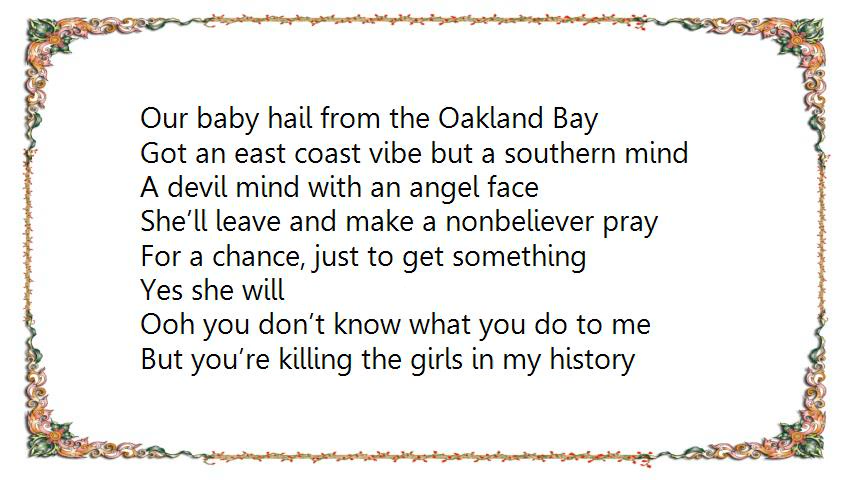 Our baby hail from the Oakland Bay
Got an east coast vibe but a southern mind
A devil mind with an angel face
She’ll leave and make a nonbeliever pray
For a chance, just to get something
Yes she will
Ooh you don’t know what you do to me
But you’re killing the girls in my history